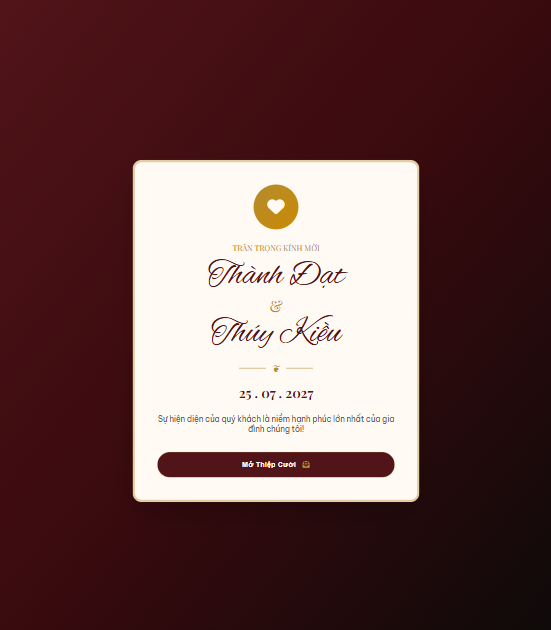 TRÂN TRỌNG KÍNH MỜI
Thành Đạt
&
Thúy Kiều
25 . 07 . 2027
Sự hiện diện của quý khách là niềm hạnh phúc lớn nhất của gia
đình chúng tôi!
Mở Thiệp Cưới